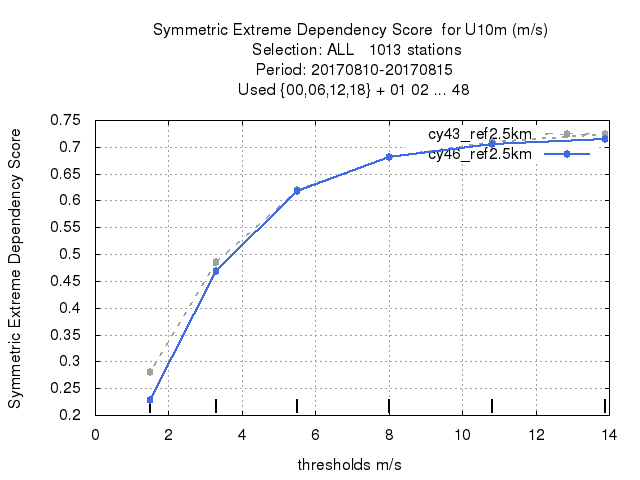 Symmetric Extreme Dependency Score  for U10m (m/s)
Selection: ALL   1013 stations
Period: 20170810-20170815
Used {00,06,12,18} + 01 02 ... 48
Symmetric Extreme Dependency Score
0.75
0.7
0.65
0.6
0.55
0.5
0.45
0.4
0.35
0.3
0.25
0.2
cy43_ref2.5km
cy46_ref2.5km
0 2 4 6 8 10 12 14
thresholds m/s